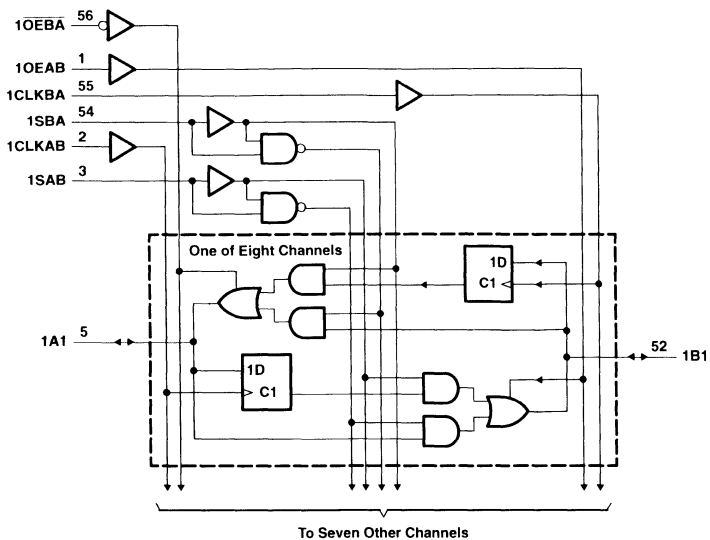 1OEBA 56
1OEAB 1
1CLKBA 55
1SBA 54
1CLKAB 2
1SAB 3
One of Eight Channels
1D
C1
1A1 5
52 1B1
1D
C1
To Seven Other Channels